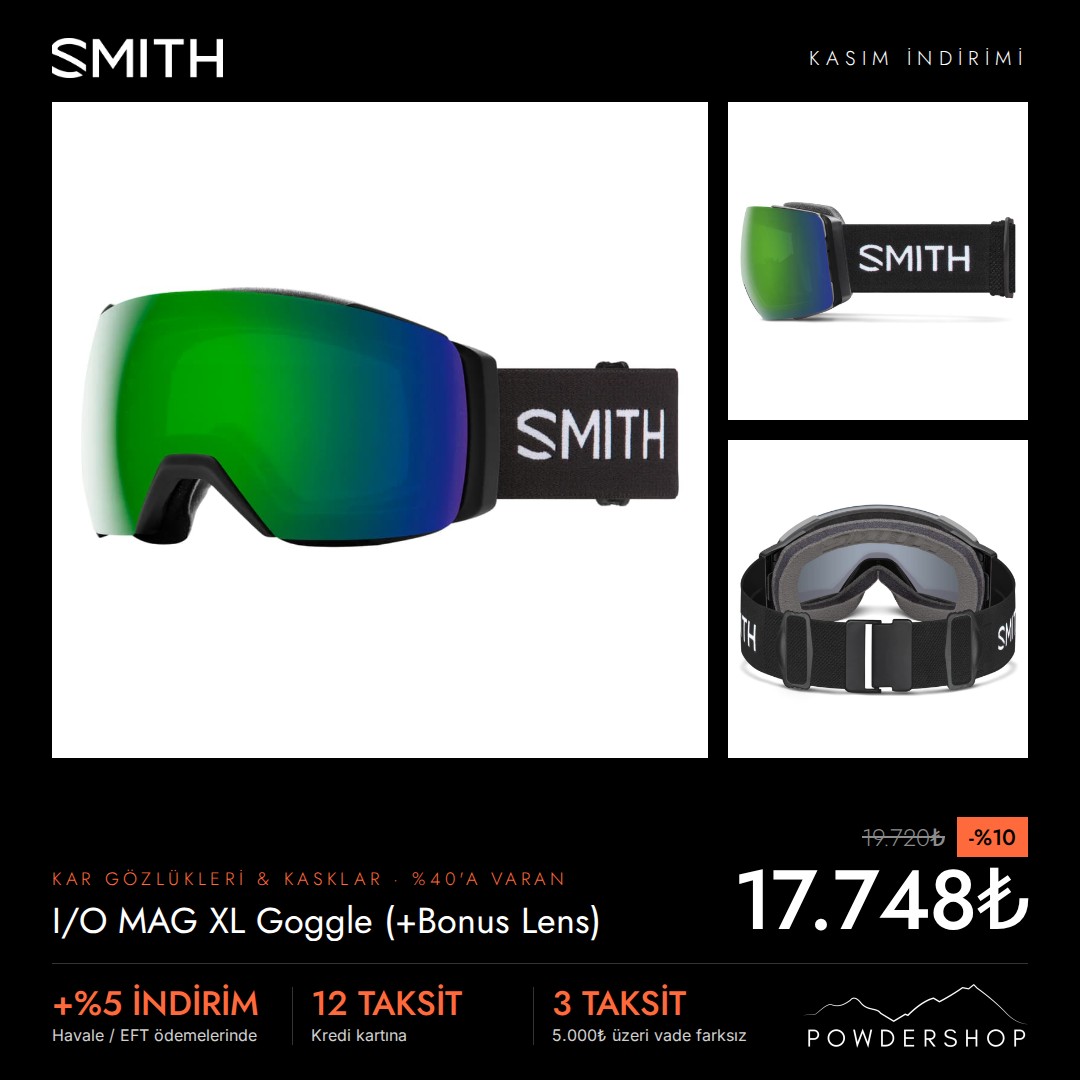 SMITH
KASIM İNDİRİMİ
SMITH
SMITH
TH
SMI
19.720₺
-%10
KAR GÖZLÜKLERİ & KASKLAR · %40'A VARAN
17.748₺
I/O MAG XL Goggle (+Bonus Lens)
+%5 İNDİRİM
Havale / EFT ödemelerinde
12 TAKSİT
Kredi kartına
3 TAKSİT
5.000₺ üzeri vade farksız
POWDERSHOP